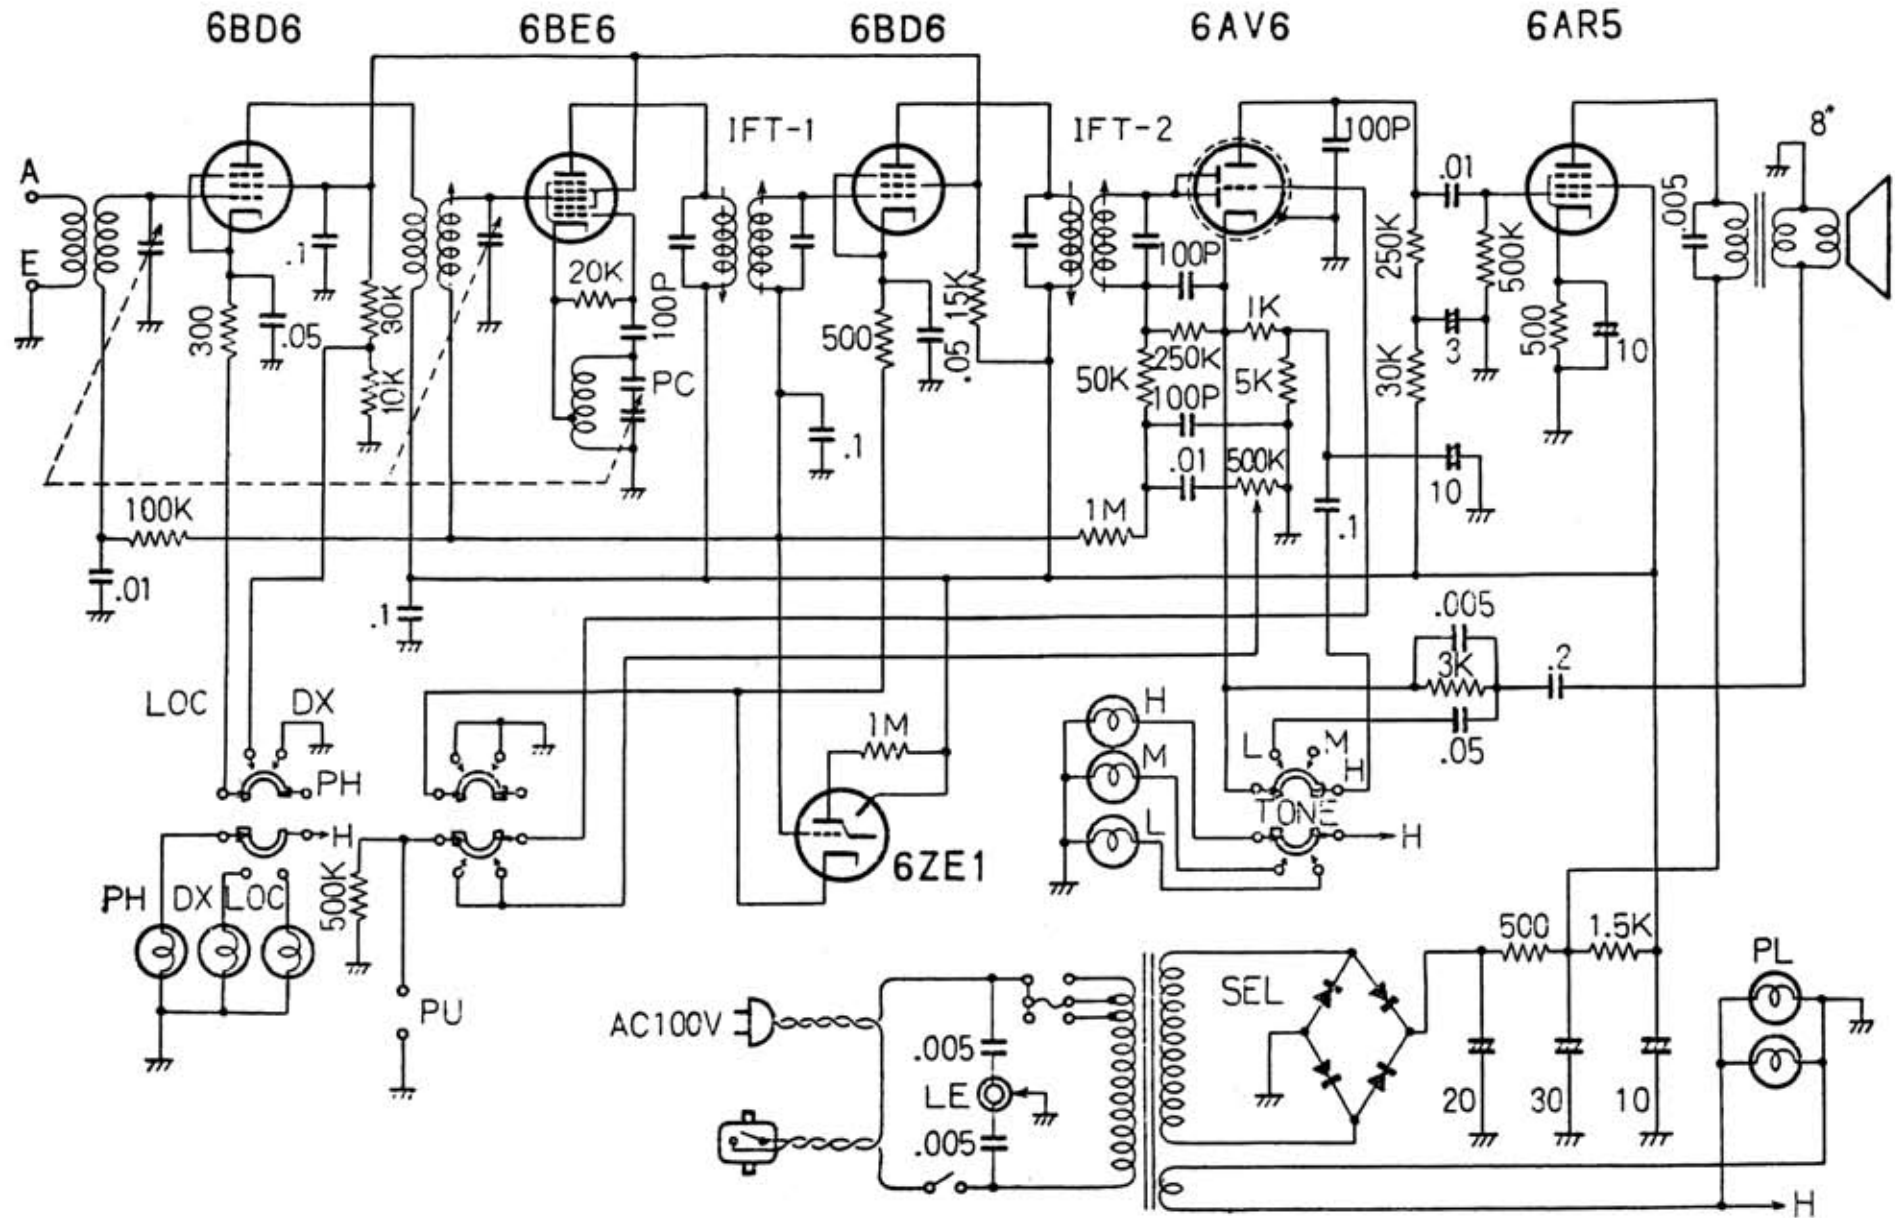 6BD6 6BE6 6BD6 6AV6 6AR5
A
E
IFT-1
IFT-2
100P
.01
8"
.005
.1
300
.05
30K
10K
20K
100P
PC
500
.05
15K
100P
250K
1K
50K
5K
100P
.01
500K
250K
500K
3
30K
500
10
.1
10
.1
100K
.01
1M
.1
.005
3K
.2
.05
LOC
DX
PH
H
PH
DX
LOC
500K
PU
1M
6ZE1
H
M
L
L
M
H
TONE
H
AC100V
.005
LE
.005
SEL
500
1.5K
20
30
10
PL
H